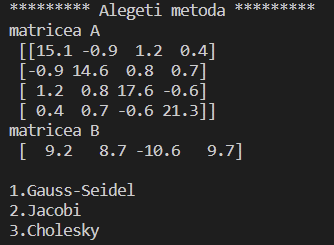 ********* Alegeti metoda *********
matricea A
[[15.1 -0.9  1.2  0.4]
[-0.9 14.6  0.8  0.7]
[ 1.2  0.8 17.6 -0.6]
[ 0.4  0.7 -0.6 21.3]]
matricea B
[  9.2   8.7 -10.6   9.7]
1.Gauss-Seidel
2.Jacobi
3.Cholesky